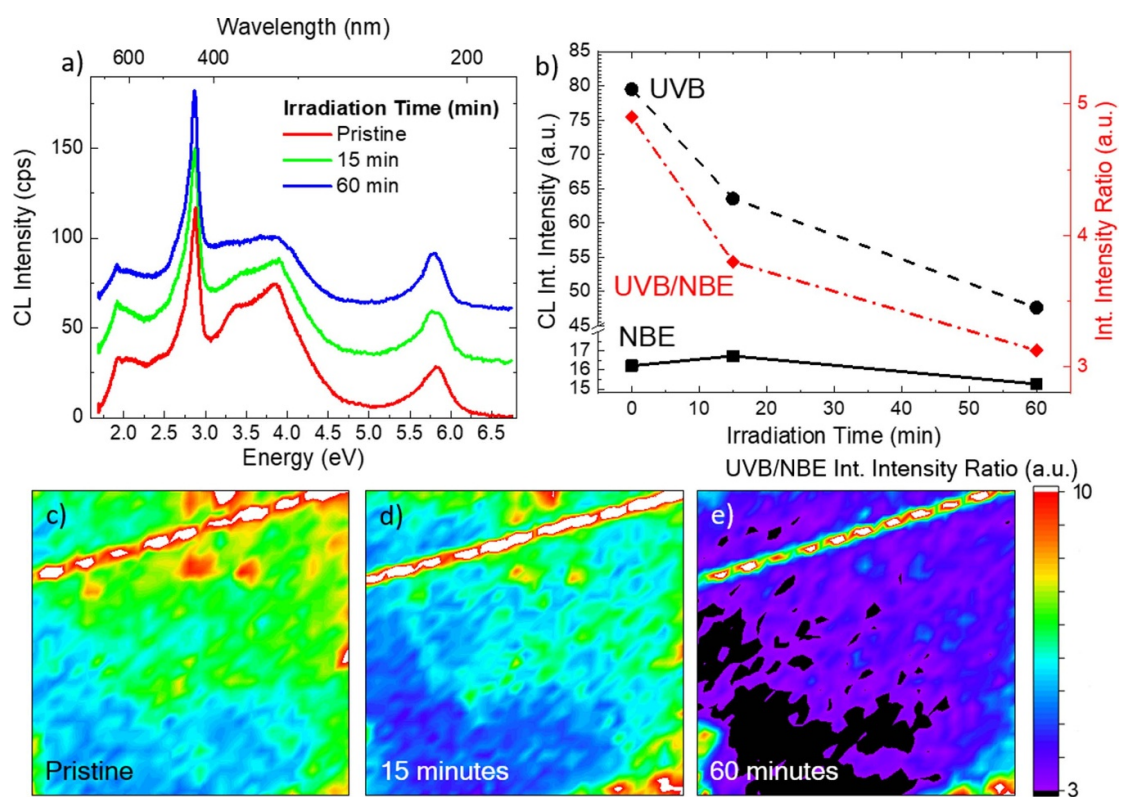 Wavelength (nm)
600 400 200
a)
Irradiation Time (min)
Pristine
15 min
60 min
CL Intensity (cps)
150
100
50
0
2.0 2.5 3.0 3.5 4.0 4.5 5.0 5.5 6.0 6.5
Energy (eV)
b)
UVB
UVB/NBE
NBE
CL Int. Intensity (a.u.)
85
80
75
70
65
60
55
50
45
17
16
15
Int. Intensity Ratio (a.u.)
5
4
3
0 10 20 30 40 50 60
Irradiation Time (min)
UVB/NBE Int. Intensity Ratio (a.u.)
c)
Pristine
d)
15 minutes
e)
60 minutes
10
3